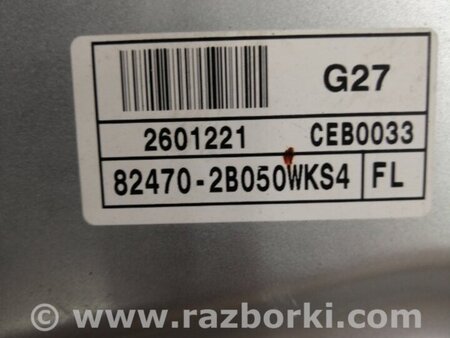 G27
2601221 CEB0033
82470-2B050WKS4 FL
© www.razborki.com